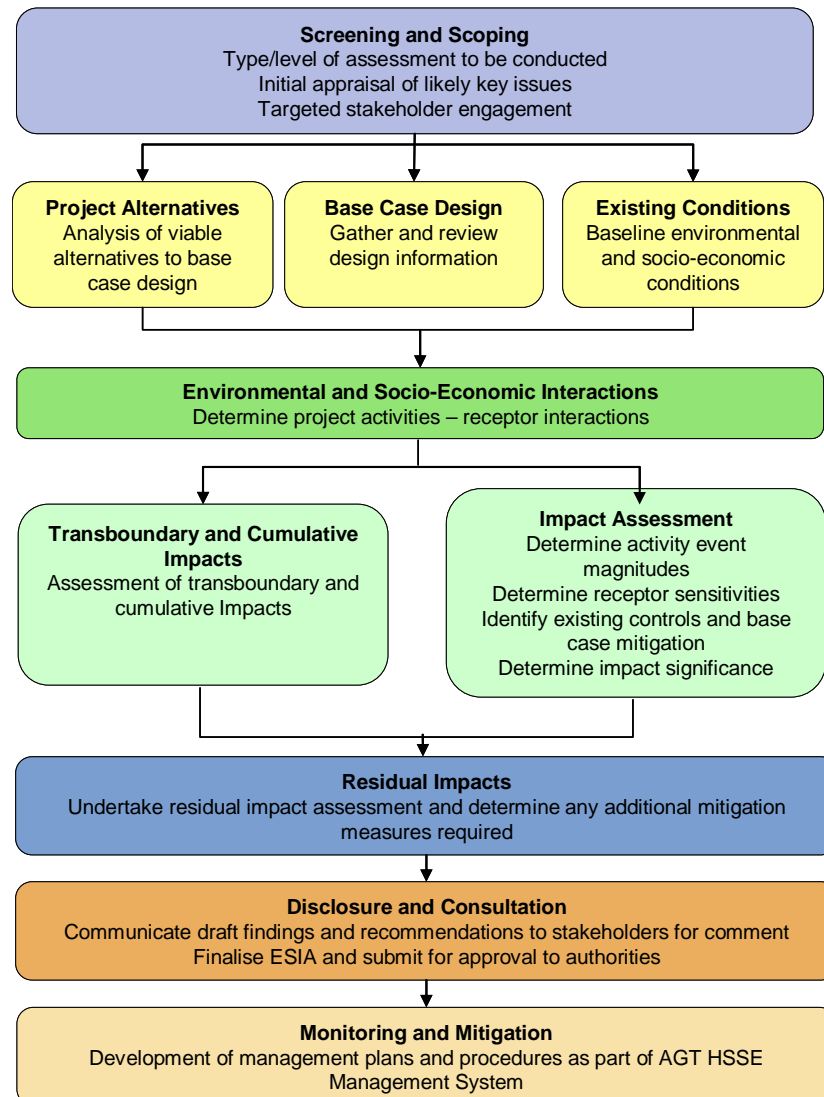 Screening and Scoping
Type/level of assessment to be conducted
Initial appraisal of likely key issues
Targeted stakeholder engagement
Project Alternatives
Analysis of viable
alternatives to base
case design
Base Case Design
Gather and review
design information
Existing Conditions
Baseline environmental
and socio-economic
conditions
Environmental and Socio-Economic Interactions
Determine project activities – receptor interactions
Transboundary and Cumulative
Impacts
Assessment of transboundary and
cumulative Impacts
Impact Assessment
Determine activity event
magnitudes
Determine receptor sensitivities
Identify existing controls and base
case mitigation
Determine impact significance
Residual Impacts
Undertake residual impact assessment and determine any additional mitigation
measures required
Disclosure and Consultation
Communicate draft findings and recommendations to stakeholders for comment
Finalise ESIA and submit for approval to authorities
Monitoring and Mitigation
Development of management plans and procedures as part of AGT HSSE
Management System